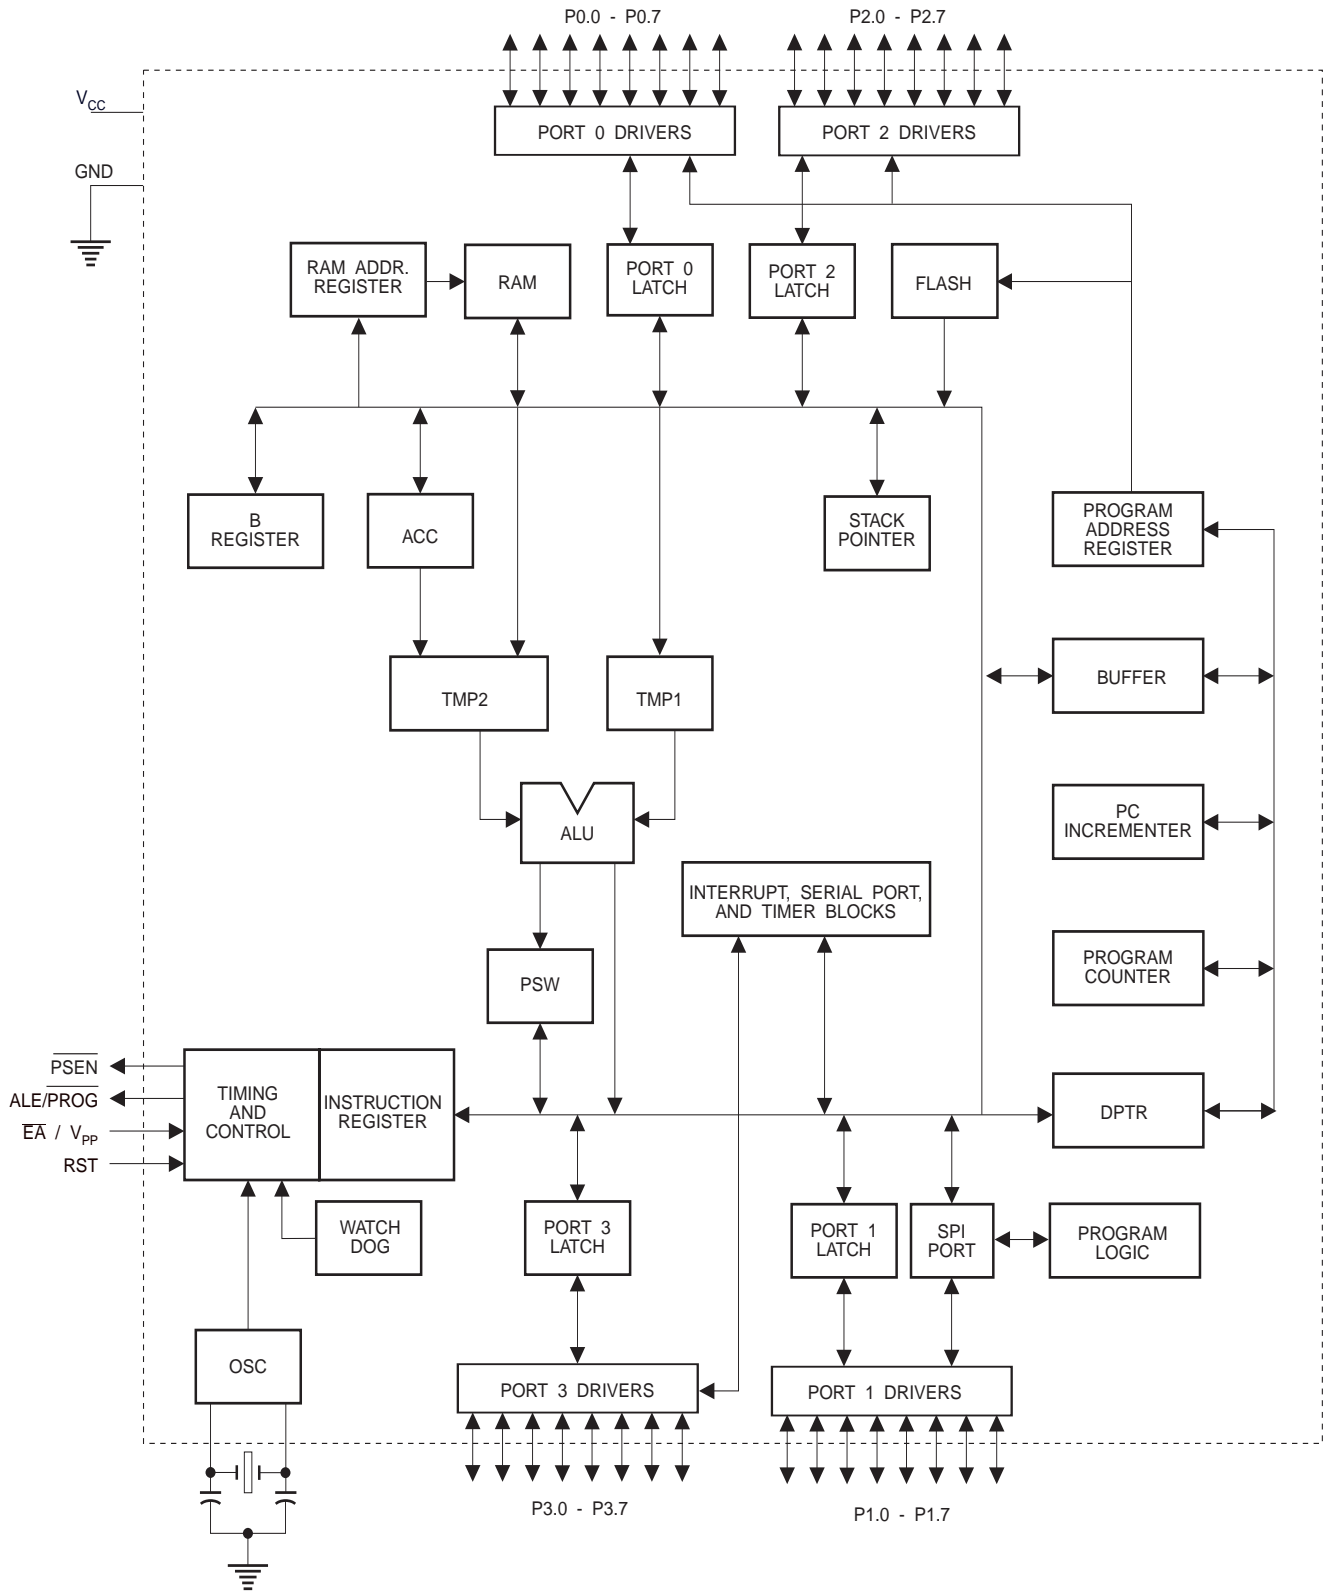 P0.0 - P0.7
P2.0 - P2.7
VCC
PORT 0 DRIVERS
PORT 2 DRIVERS
GND
RAM ADDR.
REGISTER
RAM
PORT 0
LATCH
PORT 2
LATCH
FLASH
B
REGISTER
ACC
STACK
POINTER
PROGRAM
ADDRESS
REGISTER
TMP2
TMP1
BUFFER
ALU
PC
INCREMENTER
INTERRUPT, SERIAL PORT,
AND TIMER BLOCKS
PSW
PROGRAM
COUNTER
PSEN
ALE/PROG
EA / VPP
RST
TIMING
AND
CONTROL
INSTRUCTION
REGISTER
DPTR
WATCH
DOG
PORT 3
LATCH
PORT 1
LATCH
SPI
PORT
PROGRAM
LOGIC
OSC
PORT 3 DRIVERS
PORT 1 DRIVERS
P3.0 - P3.7
P1.0 - P1.7